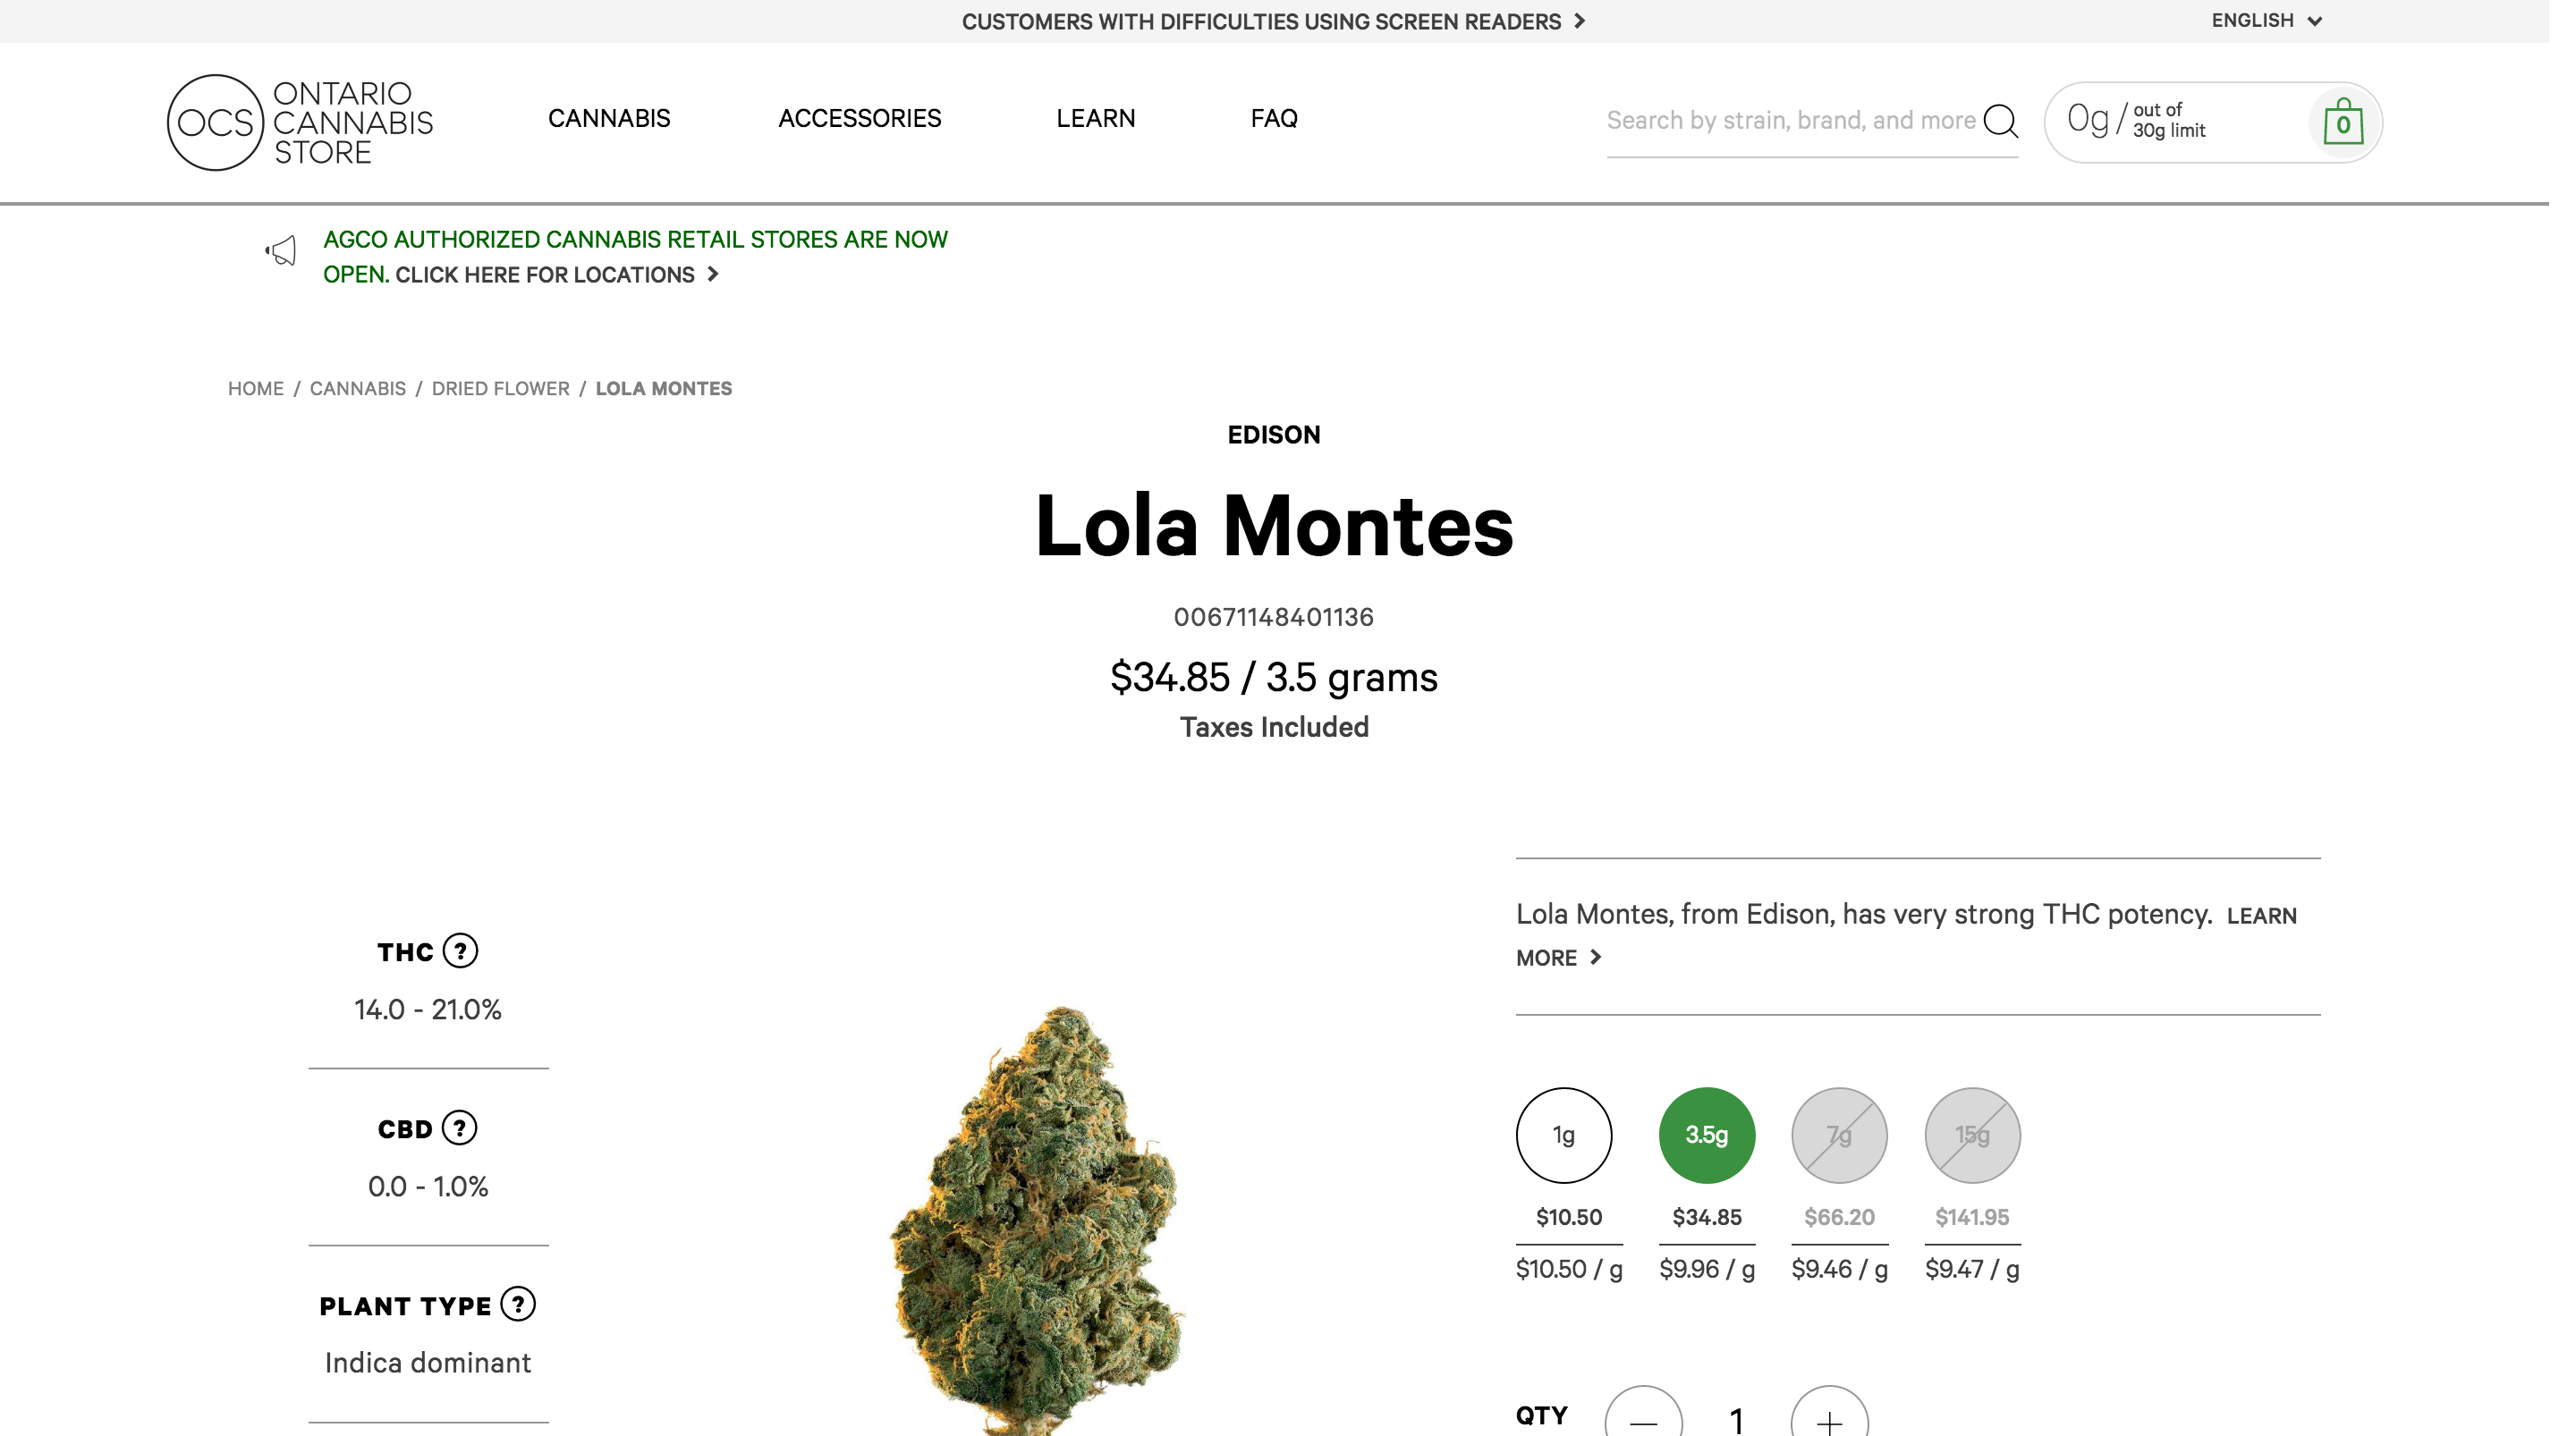 CUSTOMERS WITH DIFFICULTIES USING SCREEN READERS
ENGLISH
OCS
ONTARIO
CANNABIS
STORE
CANNABIS
ACCESSORIES
LEARN
FAQ
Search by strain, brand, and more
0g / out of
30g limit
0
AGCO AUTHORIZED CANNABIS RETAIL STORES ARE NOW
OPEN. CLICK HERE FOR LOCATIONS
HOME / CANNABIS / DRIED FLOWER / LOLA MONTES
EDISON
Lola Montes
00671148401136
$34.85 / 3.5 grams
Taxes Included
THC ?
14.0 - 21.0%
CBD ?
0.0 - 1.0%
PLANT TYPE ?
Indica dominant
Lola Montes, from Edison, has very strong THC potency. LEARN
MORE
1g 3.5g 7g 15g
$10.50 $34.85 $66.20 $141.95
$10.50 / g $9.96 / g $9.46 / g $9.47 / g
QTY — 1 +